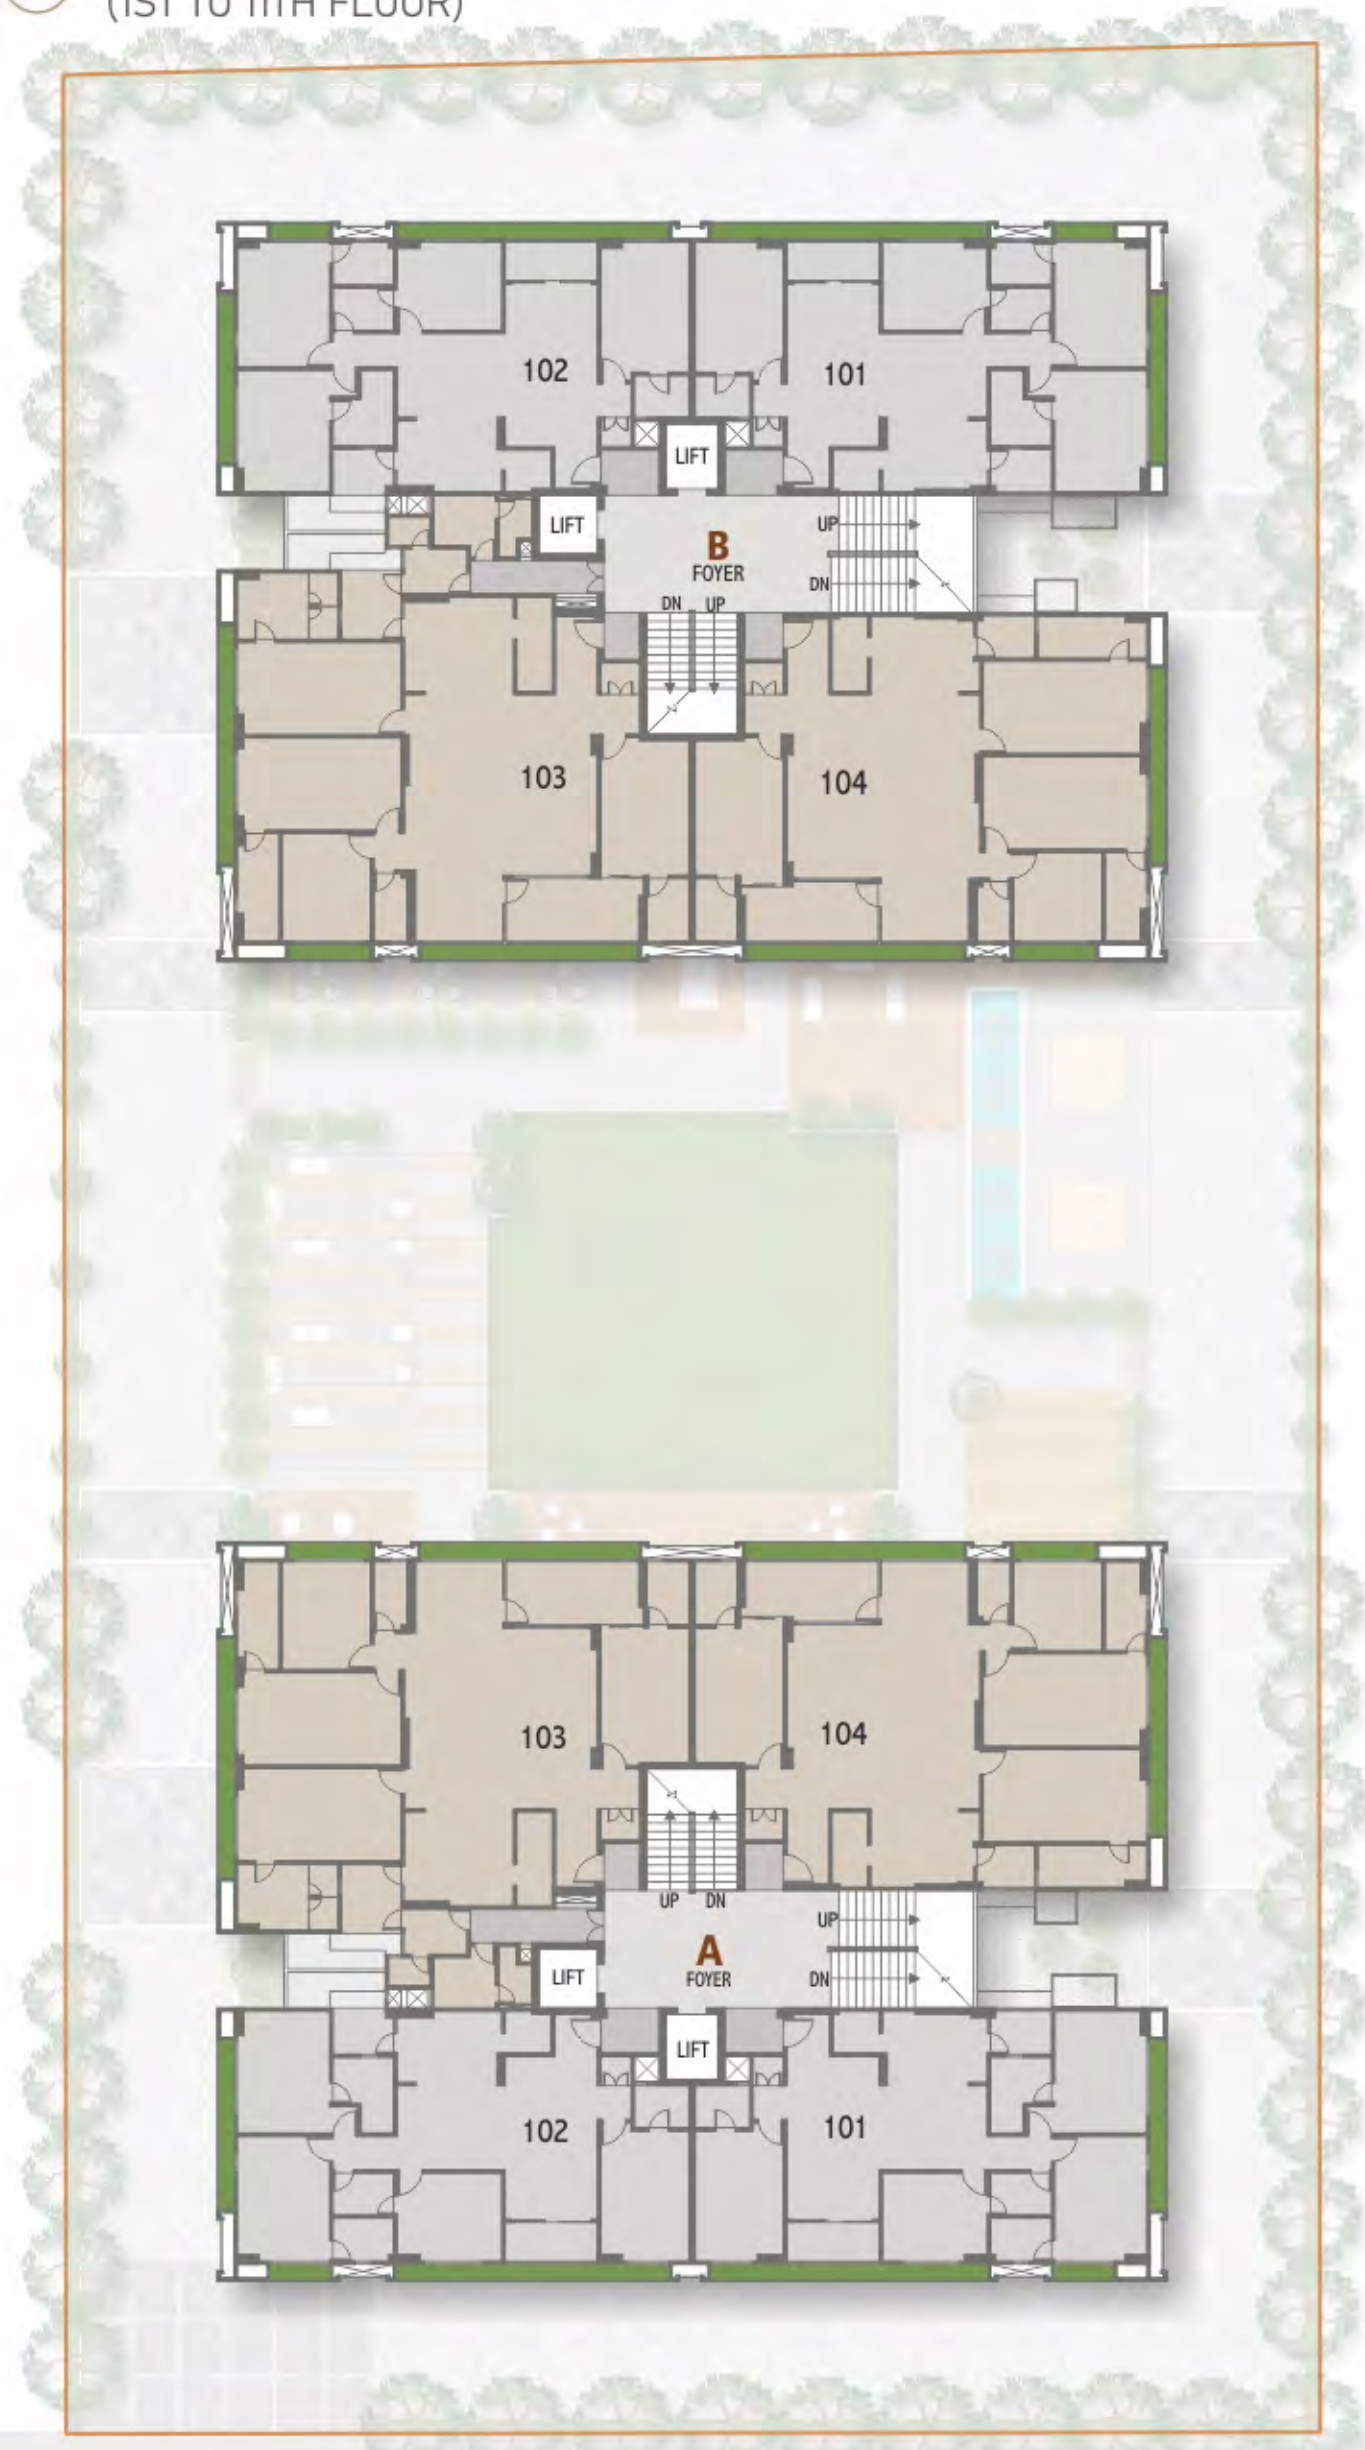 (1ST TO 11TH FLOOR)
102
101
LIFT
LIFT
UP
B
FOYER
DN
DN UP
103
104
103
104
UP DN
UP
A
FOYER
LIFT
DN
LIFT
102
101